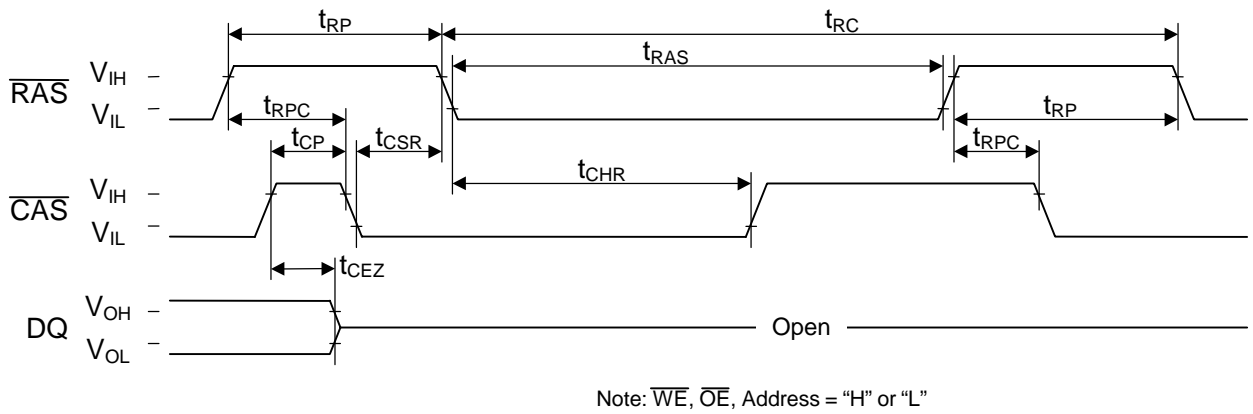 tRP
tRC
tRAS
RAS
VIH
VIL
tRPC
tRP
tCP
tCSR
tRPC
tCHR
CAS
VIH
VIL
tCEZ
DQ
VOH
VOL
Open
Note: WE, OE, Address = “H” or “L”